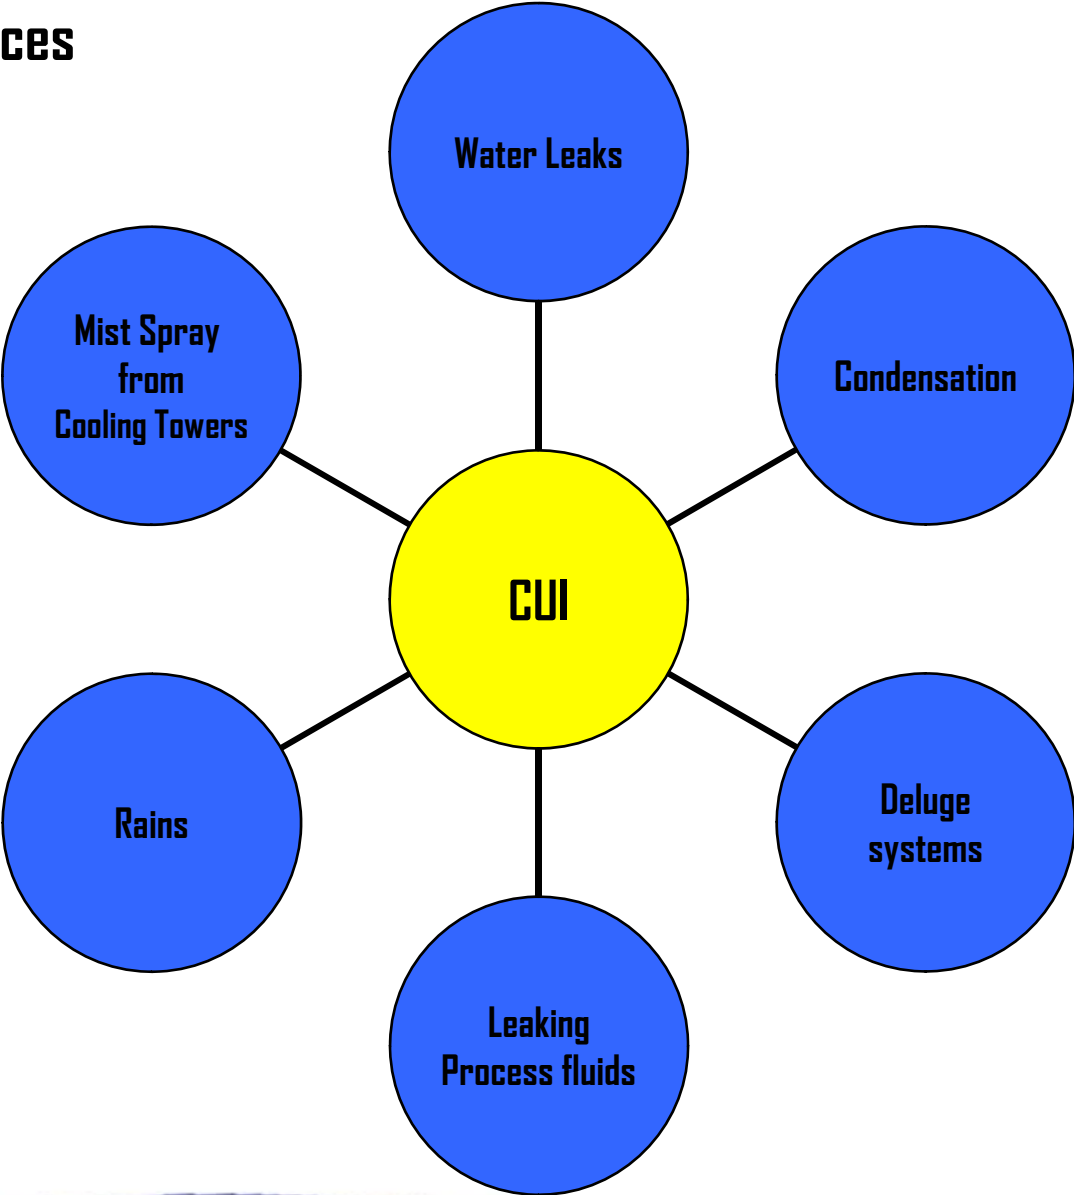 ces
Water Leaks
Mist Spray
from
Cooling Towers
Condensation
CUI
Rains
Deluge
systems
Leaking
Process fluids